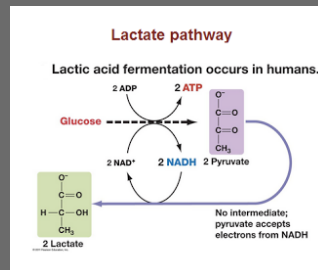 Lactate pathway
Lactic acid fermentation occurs in humans.
2 ADP
2 ATP
Glucose
2 NAD⁺
2 NADH
O⁻
C=O
C=O
CH₃
2 Pyruvate
O⁻
C=O
H—C—OH
CH₃
2 Lactate
No intermediate;
pyruvate accepts
electrons from NADH